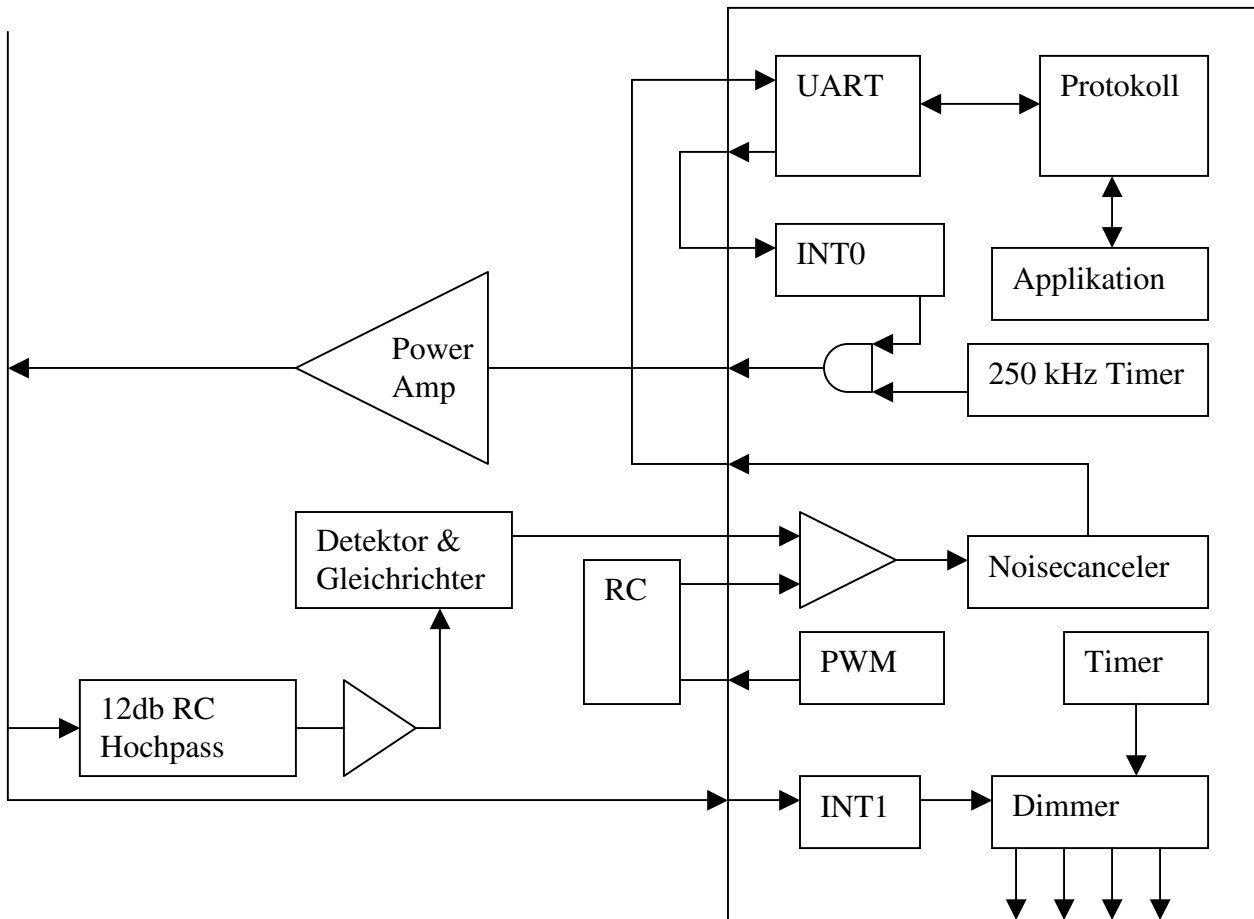 UART
Protokoll
INT0
Applikation
Power
Amp
250 kHz Timer
Detektor &
Gleichrichter
RC
Noisecanceler
PWM
Timer
12db RC
Hochpass
INT1
Dimmer